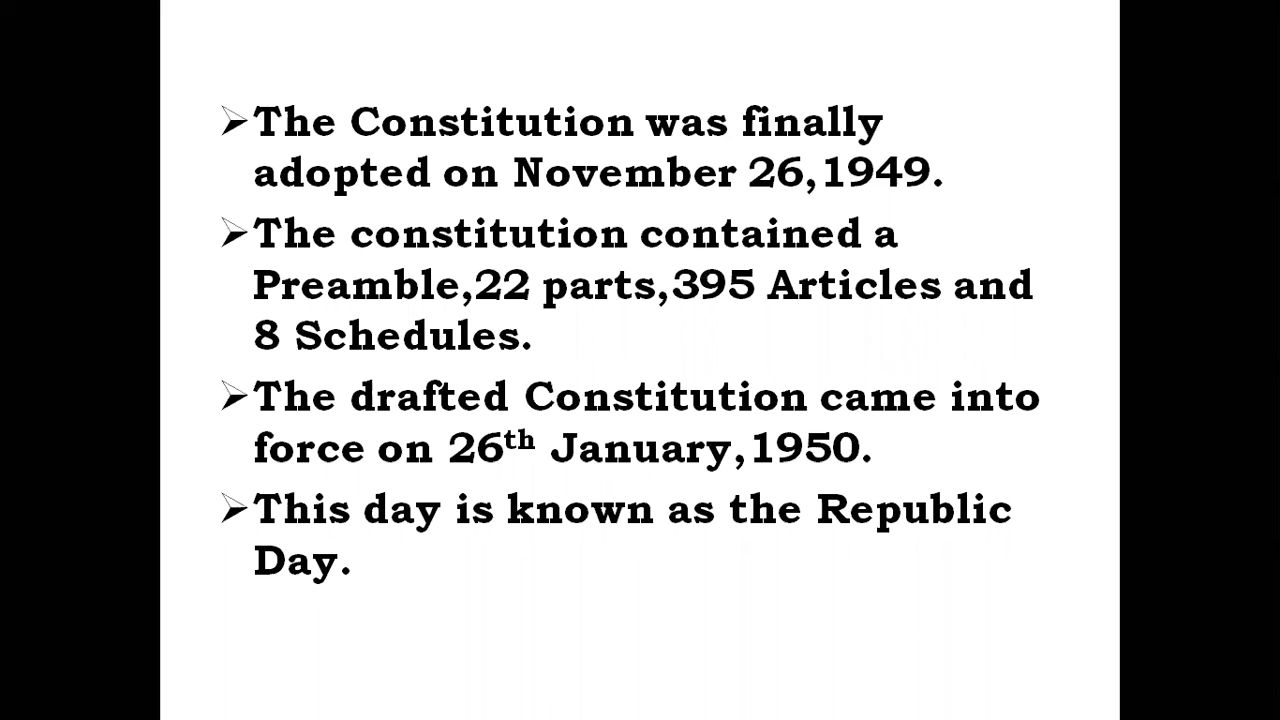 ➢The Constitution was finally
adopted on November 26,1949.
➢The constitution contained a
Preamble,22 parts,395 Articles and
8 Schedules.
➢The drafted Constitution came into
force on 26th January,1950.
➢This day is known as the Republic
Day.